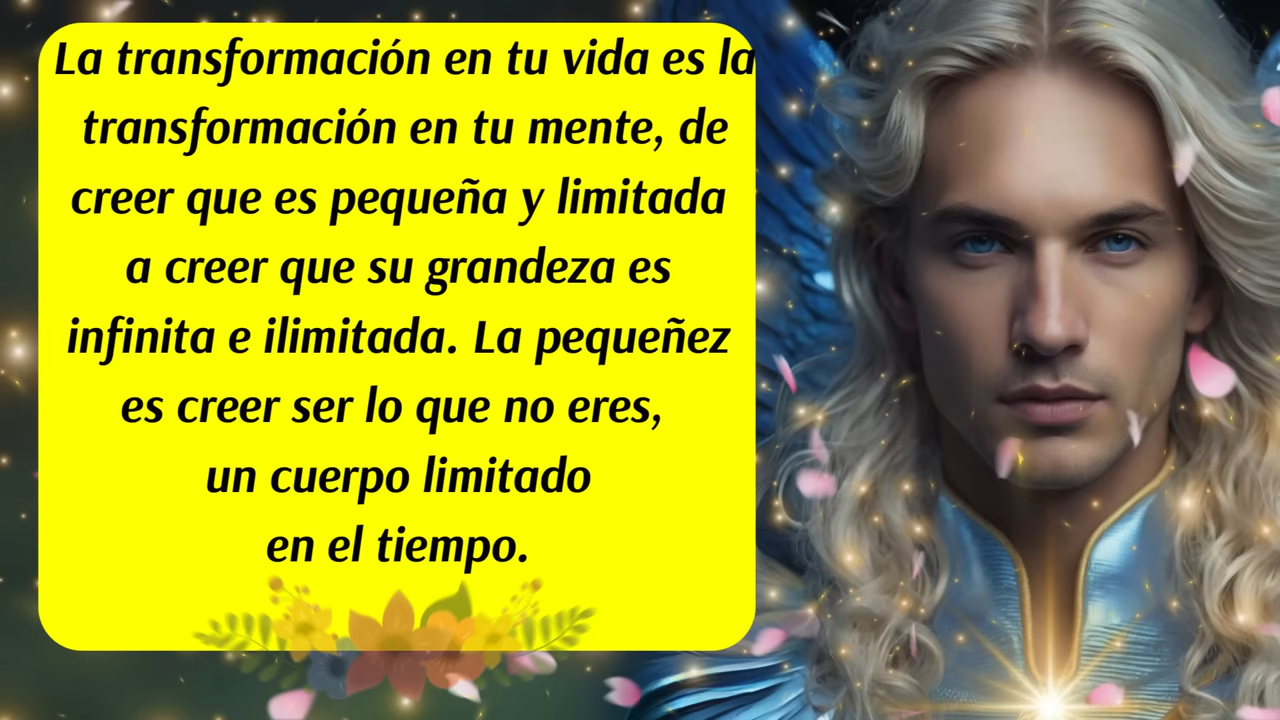 La transformación en tu vida es la
transformación en tu mente, de
creer que es pequeña y limitada
a creer que su grandeza es
infinita e ilimitada. La pequeñez
es creer ser lo que no eres,
un cuerpo limitado
en el tiempo.